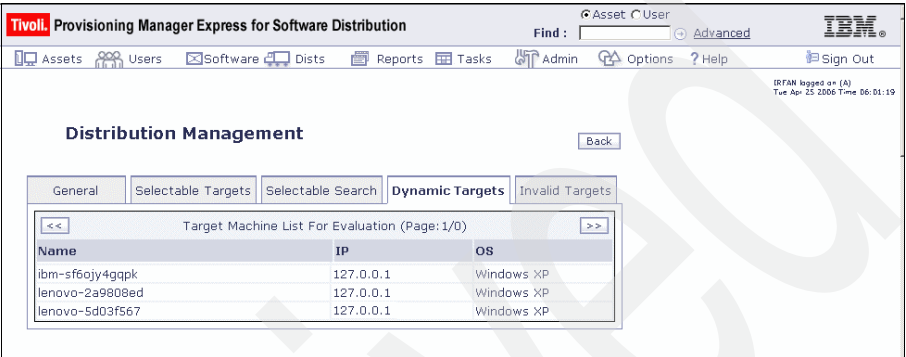 Asset User
Tivoli. Provisioning Manager Express for Software Distribution
Find : Advanced
IBM®
Assets Users Software Dists Reports Tasks Admin Options ? Help Sign Out
IRFAN logged on (A)
Tue Apr 25 2006 Time 06:01:19
Distribution Management
Back
General Selectable Targets Selectable Search Dynamic Targets Invalid Targets
<< Target Machine List For Evaluation (Page:1/0) >>
Name IP OS
ibm-sf6ojy4gqpk 127.0.0.1 Windows XP
lenovo-2a9808ed 127.0.0.1 Windows XP
lenovo-5d03f567 127.0.0.1 Windows XP